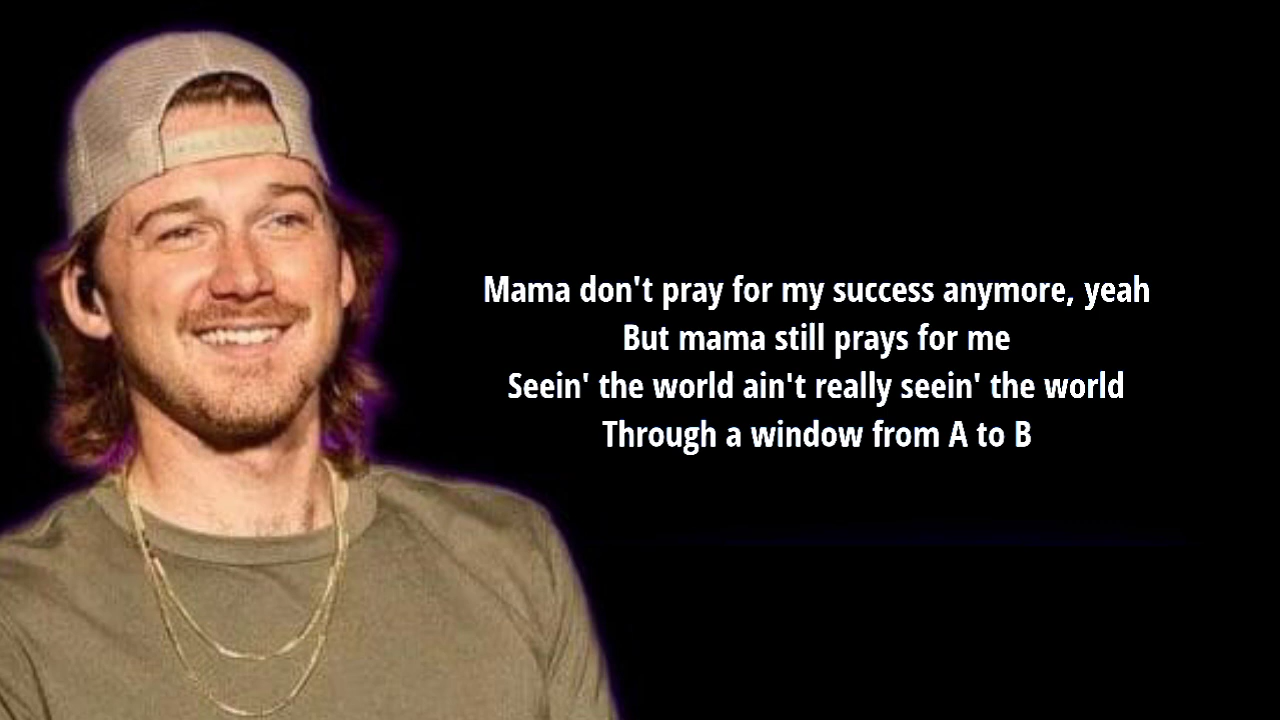 Mama don't pray for my success anymore, yeah
But mama still prays for me
Seein' the world ain't really seein' the world
Through a window from A to B